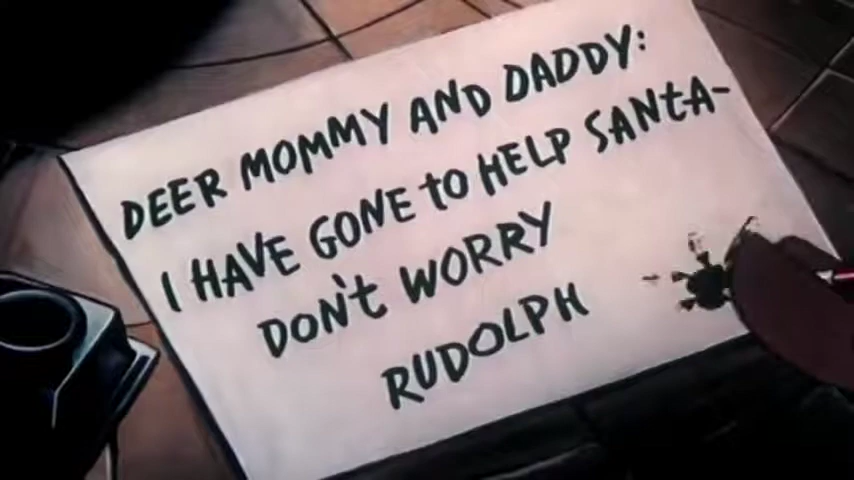 DEER MOMMY AND DADDY:
I HAVE GONE TO HELP SANTA-
DON'T WORRY
RUDOLPH